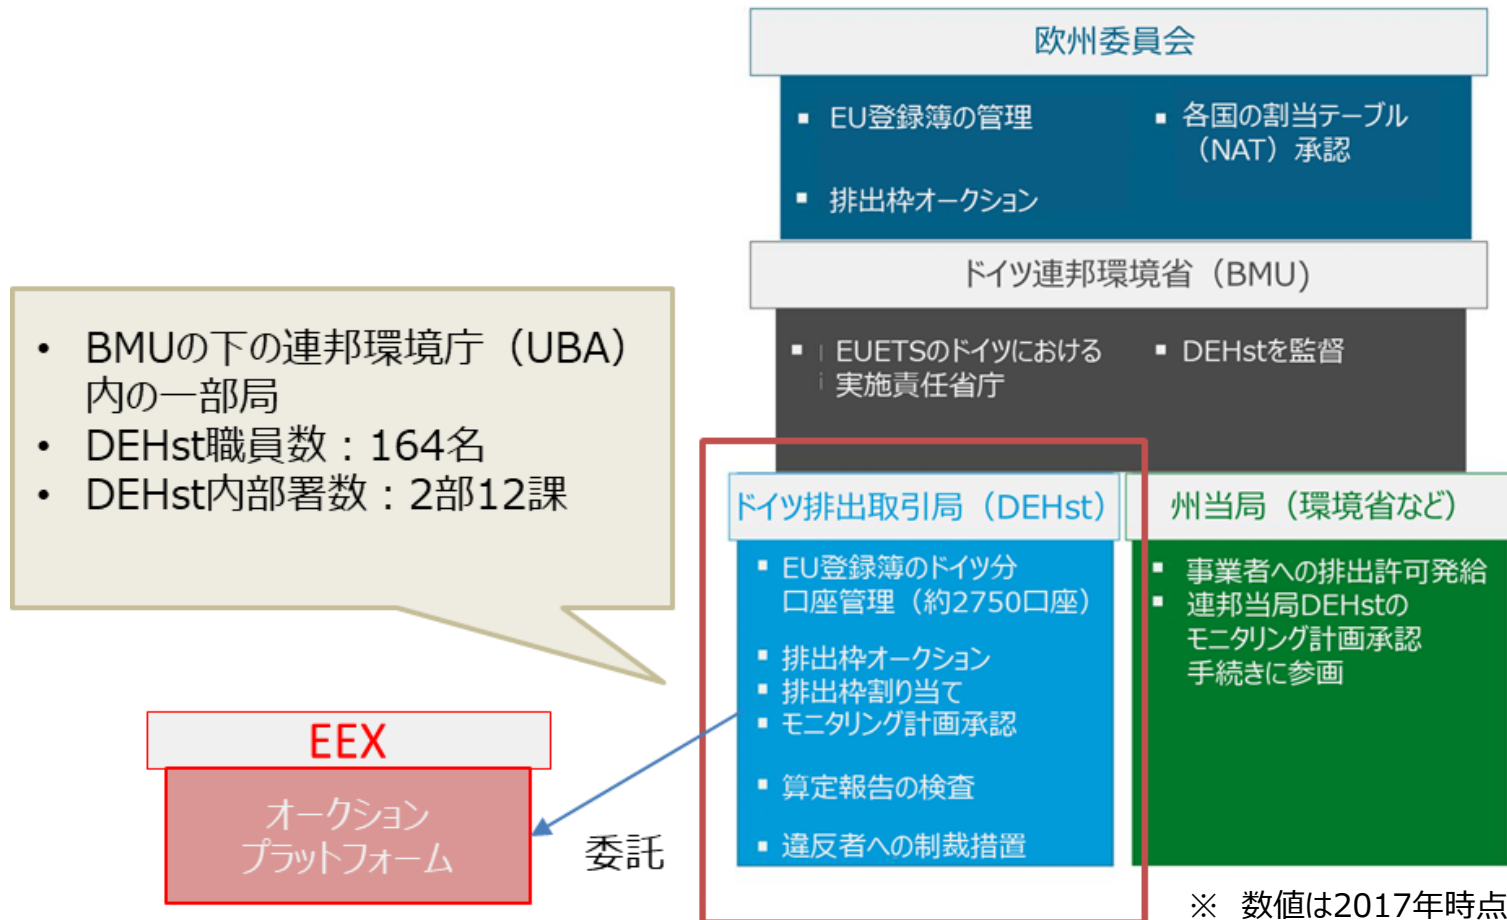 欧州委員会
▪ EU登録簿の管理
▪ 各国の割当テーブル
（NAT）承認
▪ 排出枠オークション
ドイツ連邦環境省（BMU)
▪ EUETSのドイツにおける
実施責任省庁
▪ DEHstを監督
• BMUの下の連邦環境庁（UBA）
内の一部局
• DEHst職員数：164名
• DEHst内部署数：2部12課
ドイツ排出取引局（DEHst）
▪ EU登録簿のドイツ分
口座管理（約2750口座）
▪ 排出枠オークション
▪ 排出枠割り当て
▪ モニタリング計画承認
▪ 算定報告の検査
▪ 違反者への制裁措置
州当局（環境省など）
▪ 事業者への排出許可発給
▪ 連邦当局DEHstの
モニタリング計画承認
手続きに参画
EEX
オークション
プラットフォーム
委託
※ 数値は2017年時点